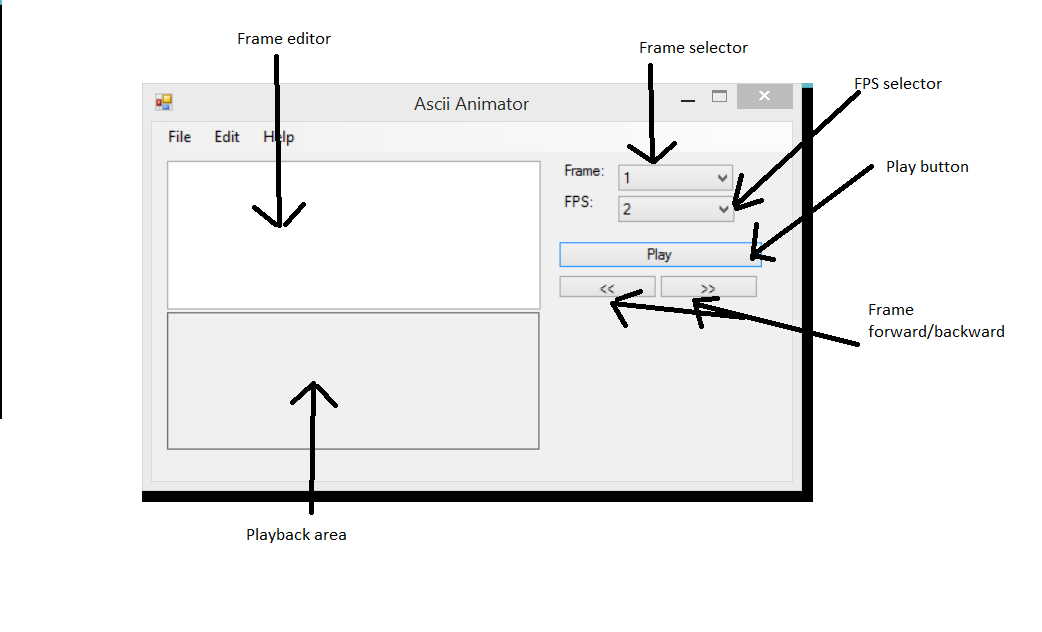 Frame editor
Frame selector
FPS selector
Ascii Animator
File Edit Help
Frame: 1
FPS: 2
Play button
Play
<< >>
Frame
forward/backward
Playback area